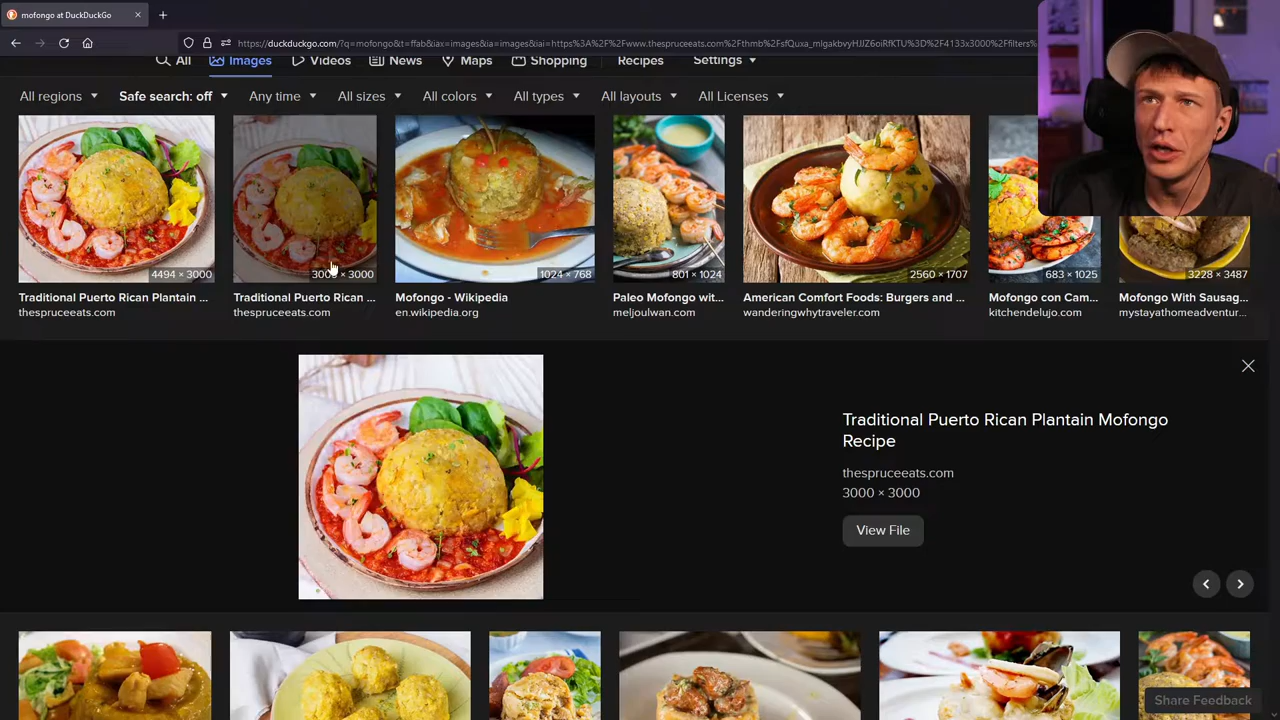 mofongo at DuckDuckGo
https://duckduckgo.com/?q=mofongo&t=ffab&iax=images&ia=images&iai=https%3A%2F%2Fwww.thespruceeats.com%2Fthmb%2FsfQuxa_mlgakbvyHJJZ6oiRfKTU%3D%2F4133x3000%2Ffilters%
All Images Videos News Maps Shopping Recipes Settings
All regions Safe search: off Any time All sizes All colors All types All layouts All Licenses
4494 × 3000 3000 × 3000 1024 × 768 801 × 1024 2560 × 1707 683 × 1025 3228 × 3487
Traditional Puerto Rican Plantain ... Traditional Puerto Rican ... Mofongo - Wikipedia Paleo Mofongo wit... American Comfort Foods: Burgers and ... Mofongo con Cam... Mofongo With Sausag...
thespruceeats.com thespruceeats.com en.wikipedia.org meljoulwan.com wanderingwhytraveler.com kitchendelujo.com mystayathomeadventur...
Traditional Puerto Rican Plantain Mofongo
Recipe
thespruceeats.com
3000 × 3000
View File
Share Feedback